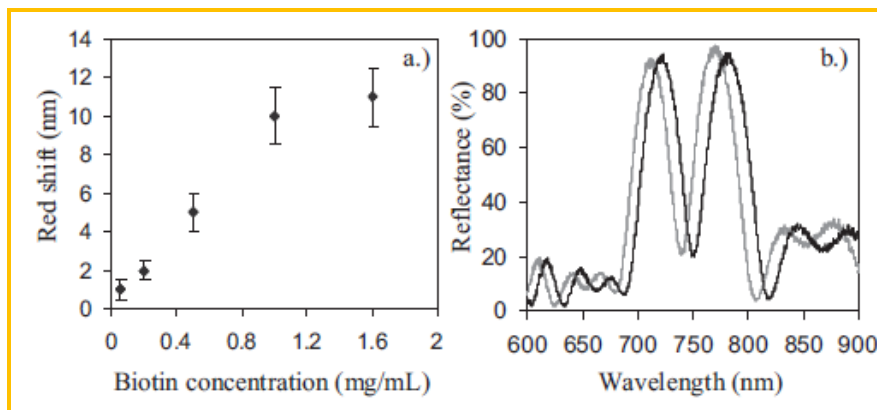 14
12
10
8
6
4
2
0
0 0.4 0.8 1.2 1.6 2
Red shift (nm)
Biotin concentration (mg/mL)
a.)
100
80
60
40
20
0
600 650 700 750 800 850 900
Reflectance (%)
Wavelength (nm)
b.)